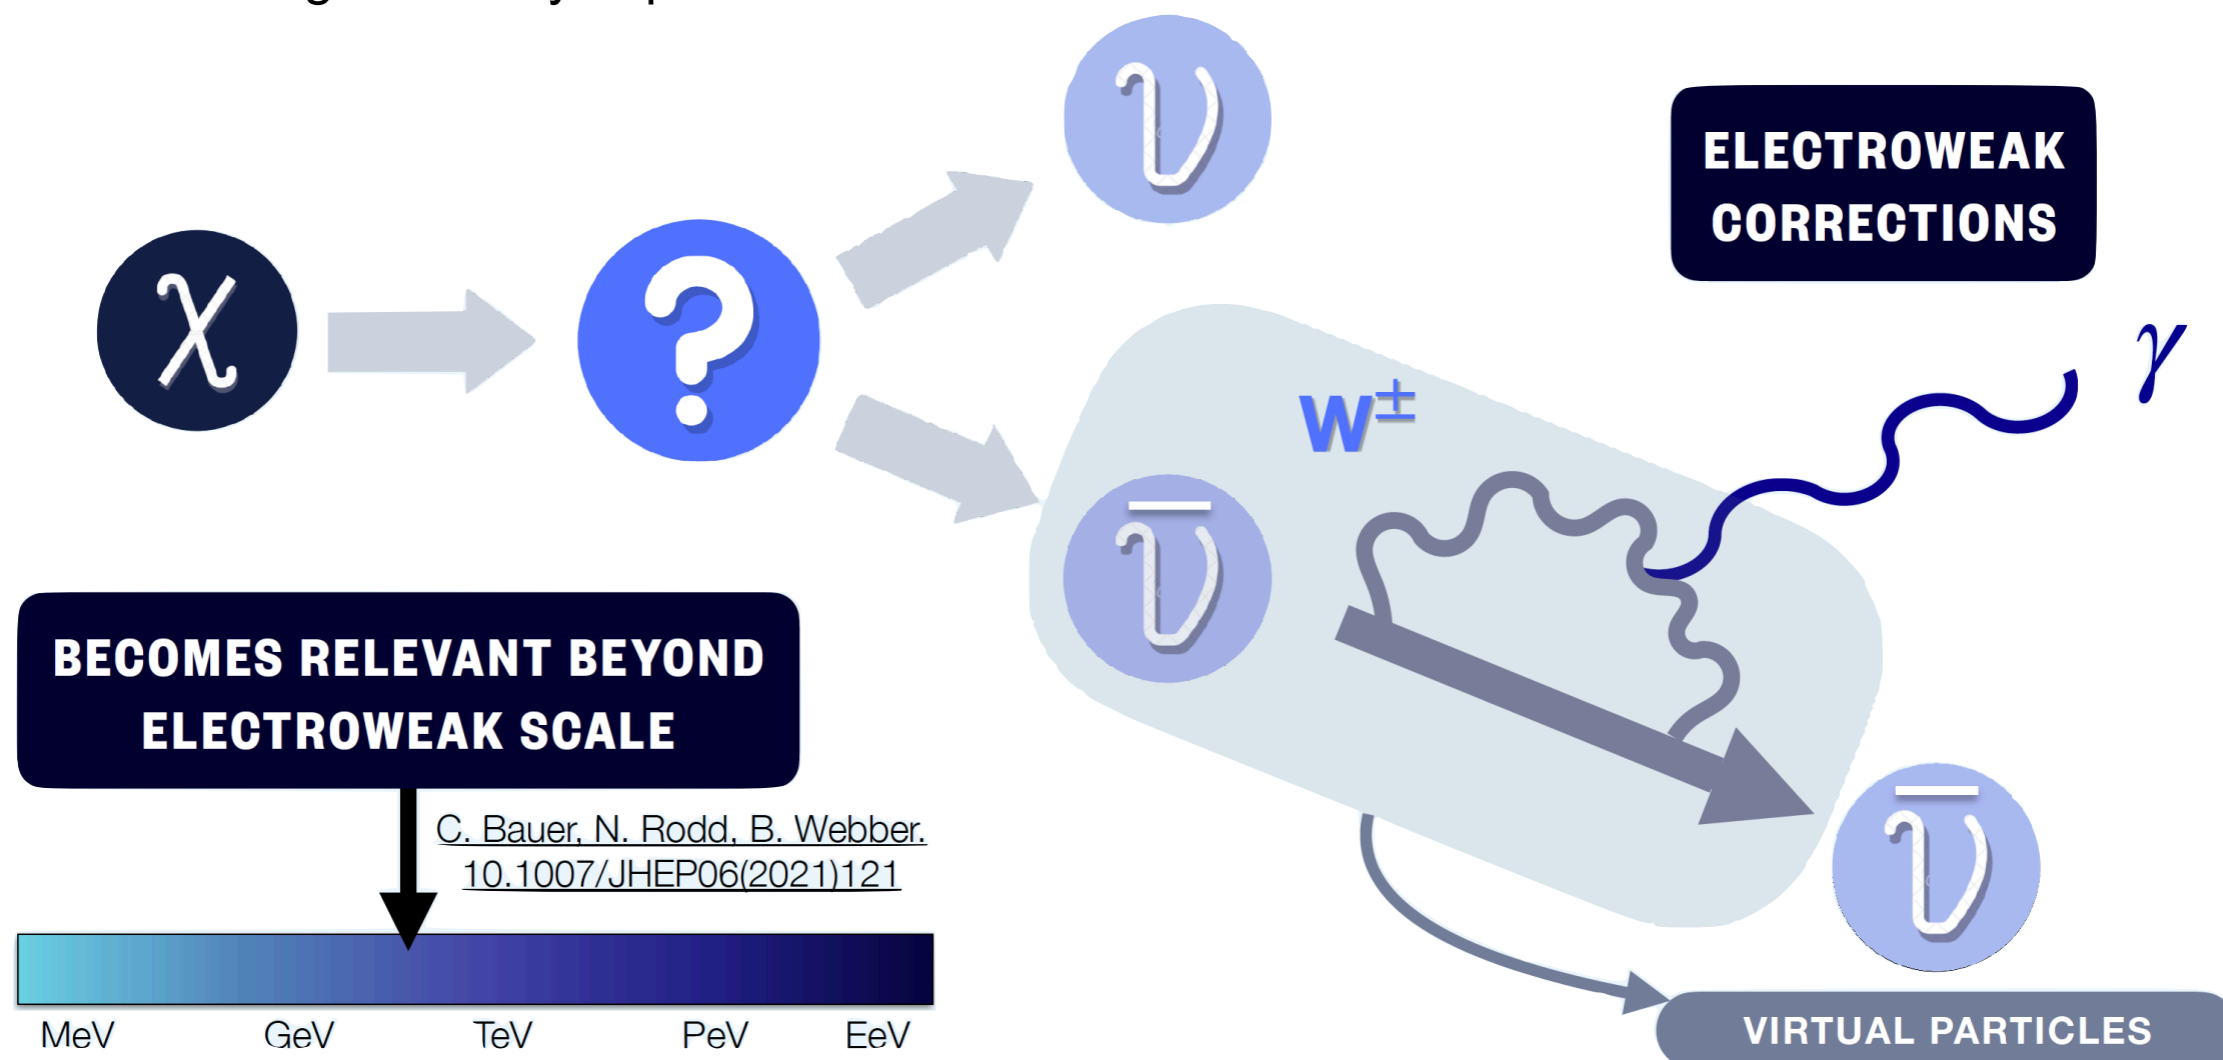 χ
?
ν
ν̅
ELECTROWEAK
CORRECTIONS
W±
γ
BECOMES RELEVANT BEYOND
ELECTROWEAK SCALE
C. Bauer, N. Rodd, B. Webber.
10.1007/JHEP06(2021)121
ν̅
MeV GeV TeV PeV EeV
VIRTUAL PARTICLES